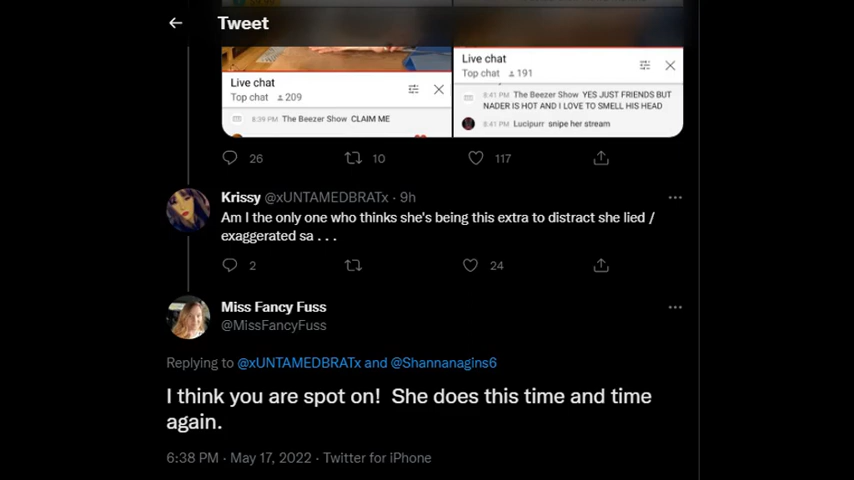 Tweet
Live chat
Top chat 209
8:39 PM The Beezer Show CLAIM ME
Live chat
Top chat 191
8:41 PM The Beezer Show YES JUST FRIENDS BUT
NADER IS HOT AND I LOVE TO SMELL HIS HEAD
8:41 PM Lucipurr snipe her stream
26 10 117
Krissy @xUNTAMEDBRATx · 9h
Am I the only one who thinks she's being this extra to distract she lied /
exaggerated sa . . .
2 24
Miss Fancy Fuss
@MissFancyFuss
Replying to @xUNTAMEDBRATx and @Shannanagins6
I think you are spot on!  She does this time and time
again.
6:38 PM · May 17, 2022 · Twitter for iPhone